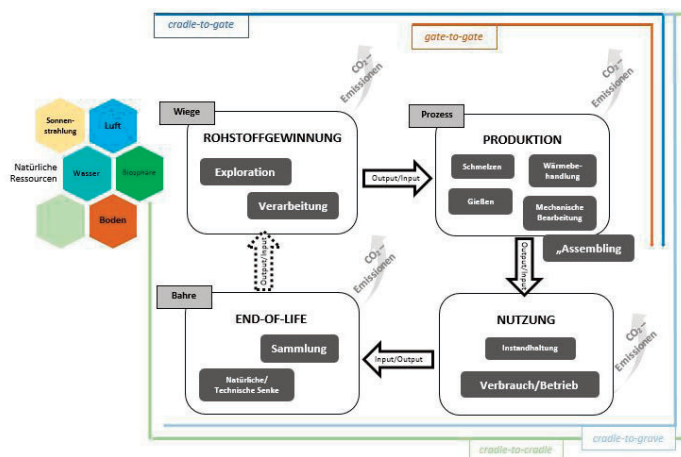 cradle-to-gate
gate-to-gate
CO₂ –
Emissionen
CO₂ –
Emissionen
Wiege
Prozess
Sonnen-
strahlung
Luft
ROHSTOFFGEWINNUNG
PRODUKTION
Natürliche
Ressourcen
Wasser
Biosphäre
Exploration
Verarbeitung
Output/Input
Schmelzen
Wärmebe-
handlung
Gießen
Mechanische
Bearbeitung
Boden
„Assembling
Output/Input
Output/Input
CO₂ –
Emissionen
Bahre
END-OF-LIFE
NUTZUNG
CO₂ –
Emissionen
Sammlung
Instandhaltung
Input/Output
Natürliche/
Technische Senke
Verbrauch/Betrieb
cradle-to-grave
cradle-to-cradle